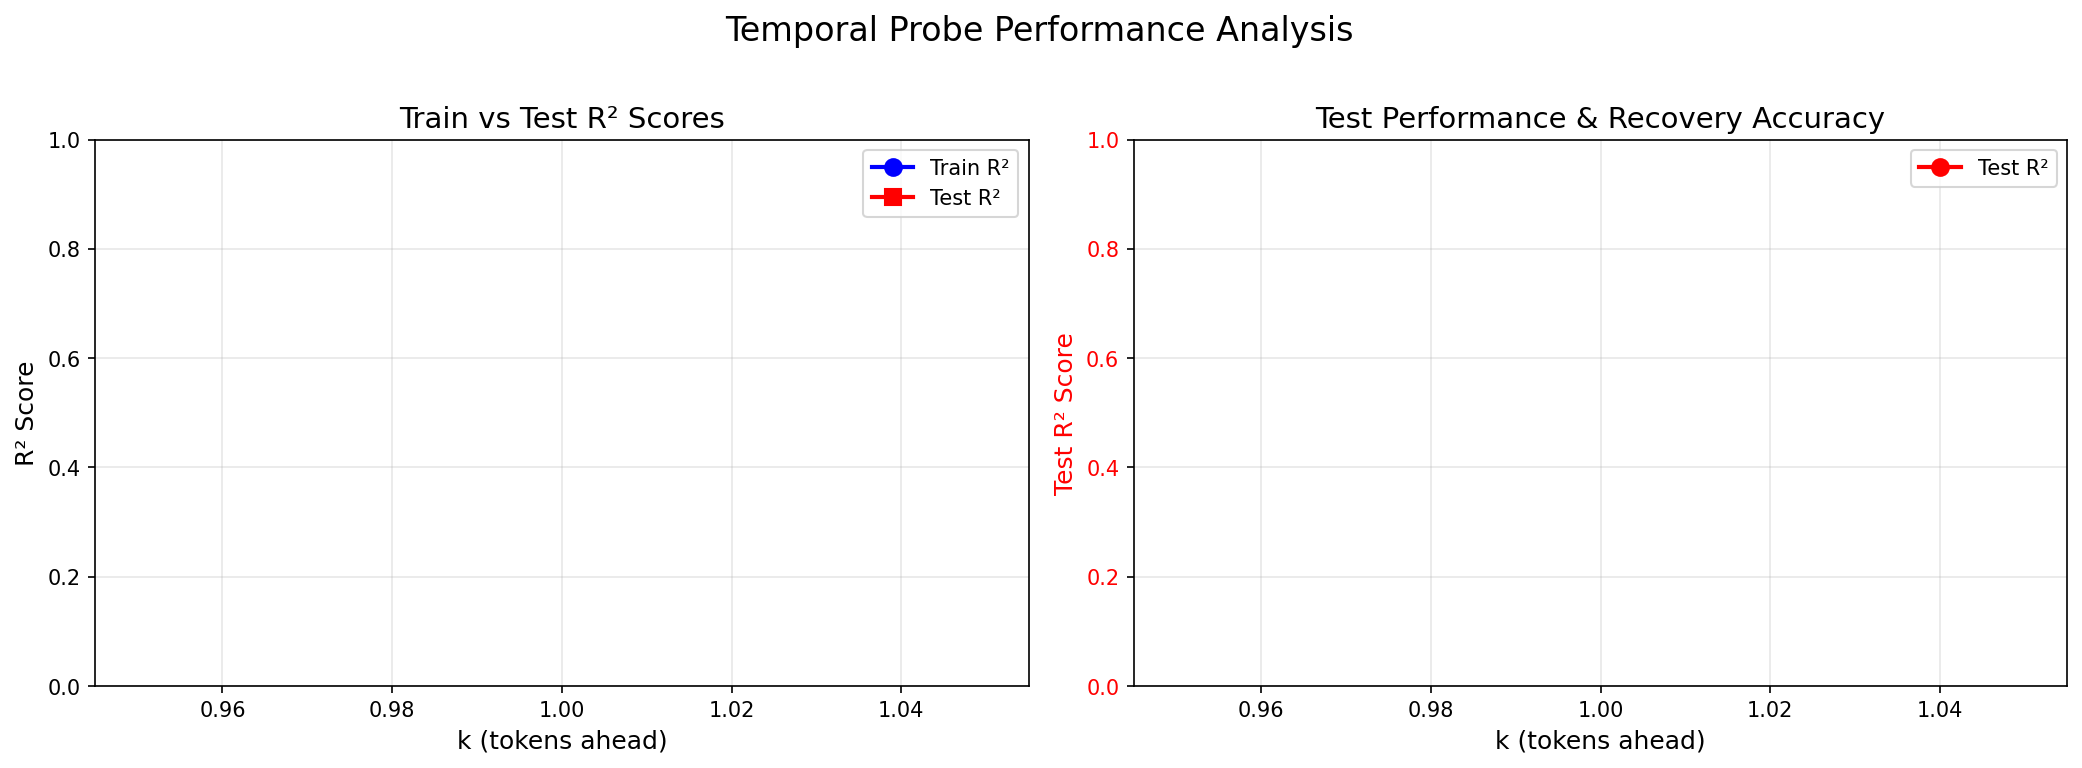 Temporal Probe Performance Analysis
Train vs Test R² Scores
1.0
0.8
0.6
0.4
0.2
0.0
R² Score
0.96 0.98 1.00 1.02 1.04
k (tokens ahead)
Train R²
Test R²
Test Performance & Recovery Accuracy
1.0
0.8
0.6
0.4
0.2
0.0
Test R² Score
0.96 0.98 1.00 1.02 1.04
k (tokens ahead)
Test R²